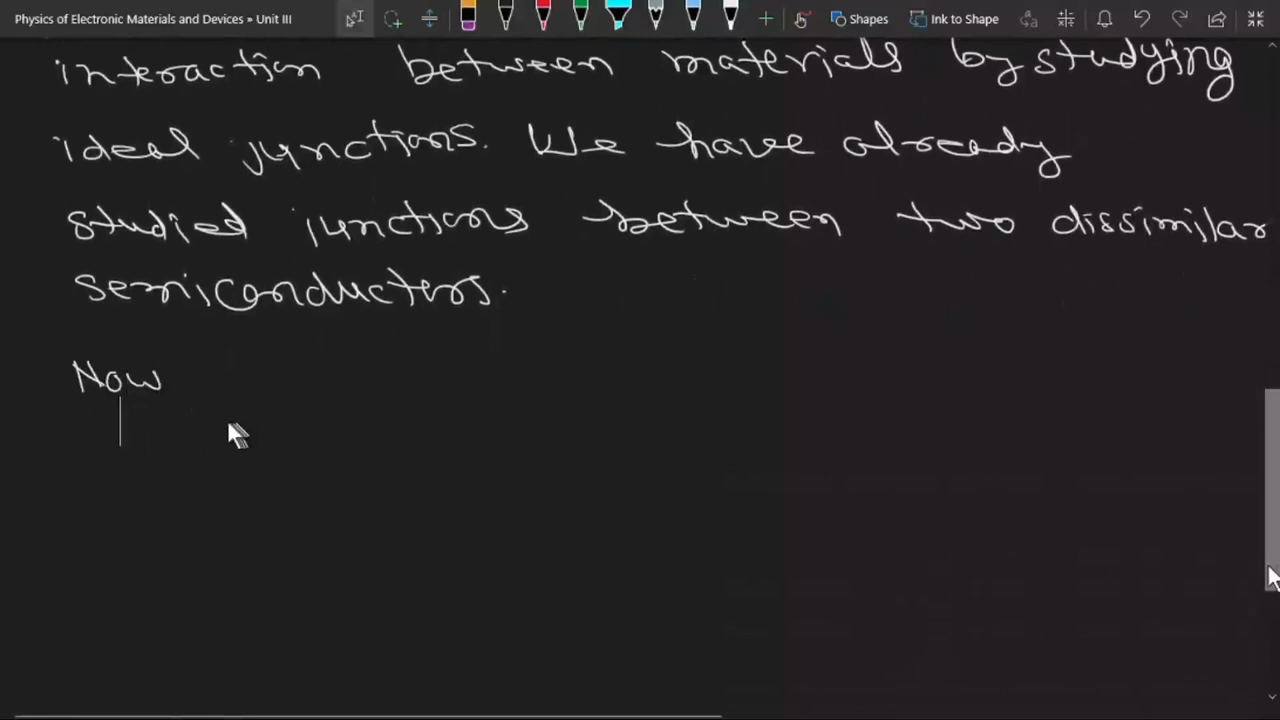 Physics of Electronic Materials and Devices » Unit III
Shapes
Ink to Shape
interaction between materials by studying
ideal junctions. We have already
studied junctions between two dissimilar
semiconductors.
Now